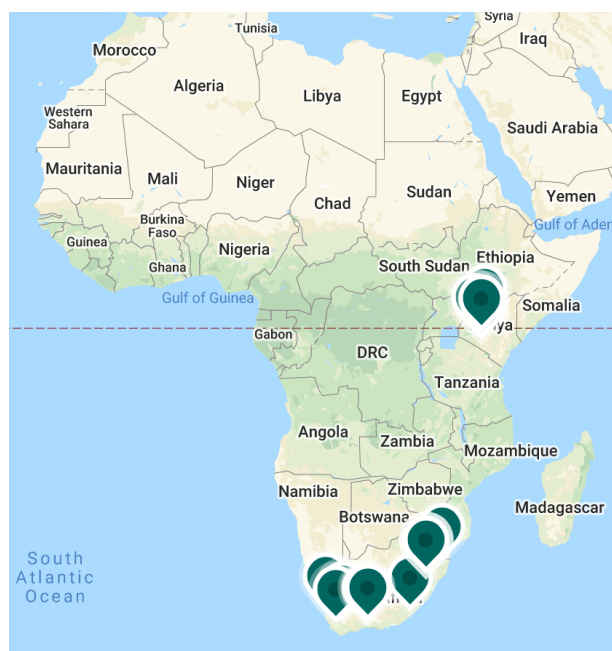 Tunisia
Syria
Morocco
Iraq
Algeria
Libya
Egypt
Western
Sahara
Saudi Arabia
Mauritania
Mali
Niger
Chad
Sudan
Yemen
Burkina
Faso
Guinea
Nigeria
Gulf of Aden
Ethiopia
Ghana
South Sudan
Gulf of Guinea
Somalia
Gabon
DRC
Tanzania
Angola
Zambia
Mozambique
Namibia
Zimbabwe
Botswana
Madagascar
South
Atlantic
Ocean